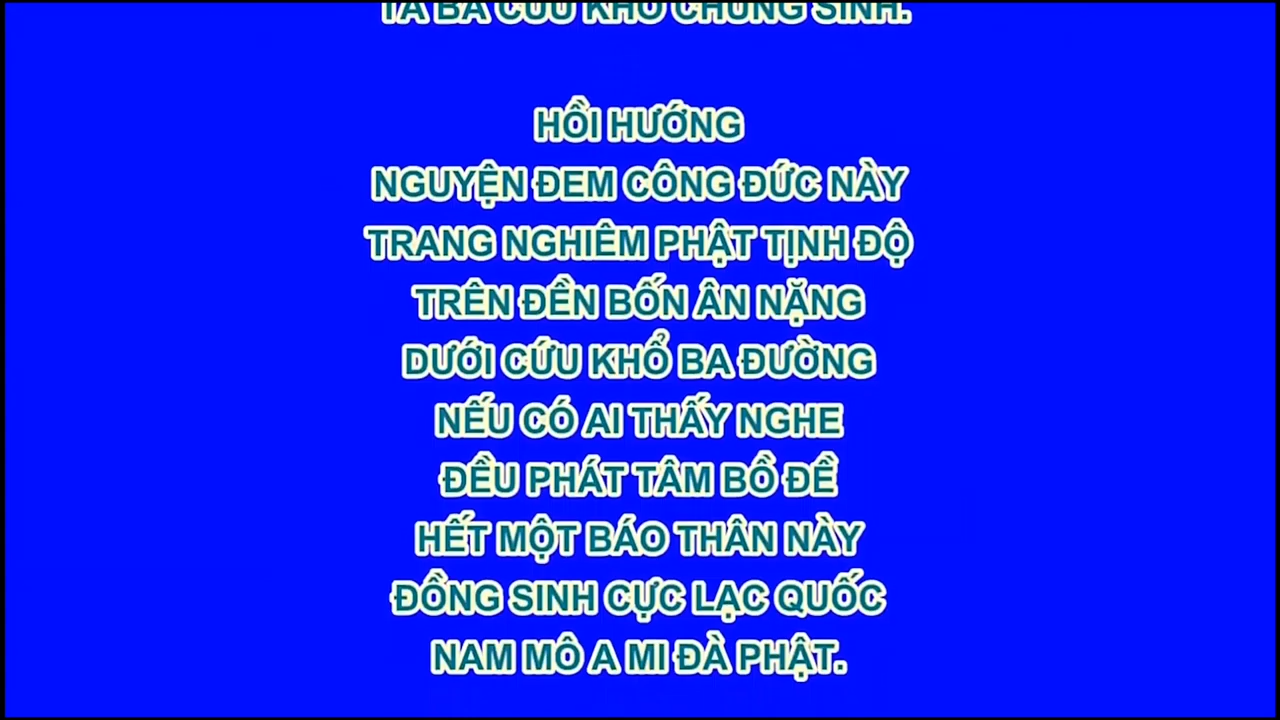 TA BÀ CỨU KHỔ CHÚNG SINH.
HỒI HƯỚNG
NGUYỆN ĐEM CÔNG ĐỨC NÀY
TRANG NGHIÊM PHẬT TỊNH ĐỘ
TRÊN ĐỀN BỐN ÂN NẶNG
DƯỚI CỨU KHỔ BA ĐƯỜNG
NẾU CÓ AI THẤY NGHE
ĐỀU PHÁT TÂM BỒ ĐỀ
HẾT MỘT BÁO THÂN NÀY
ĐỒNG SINH CỰC LẠC QUỐC
NAM MÔ A MI ĐÀ PHẬT.